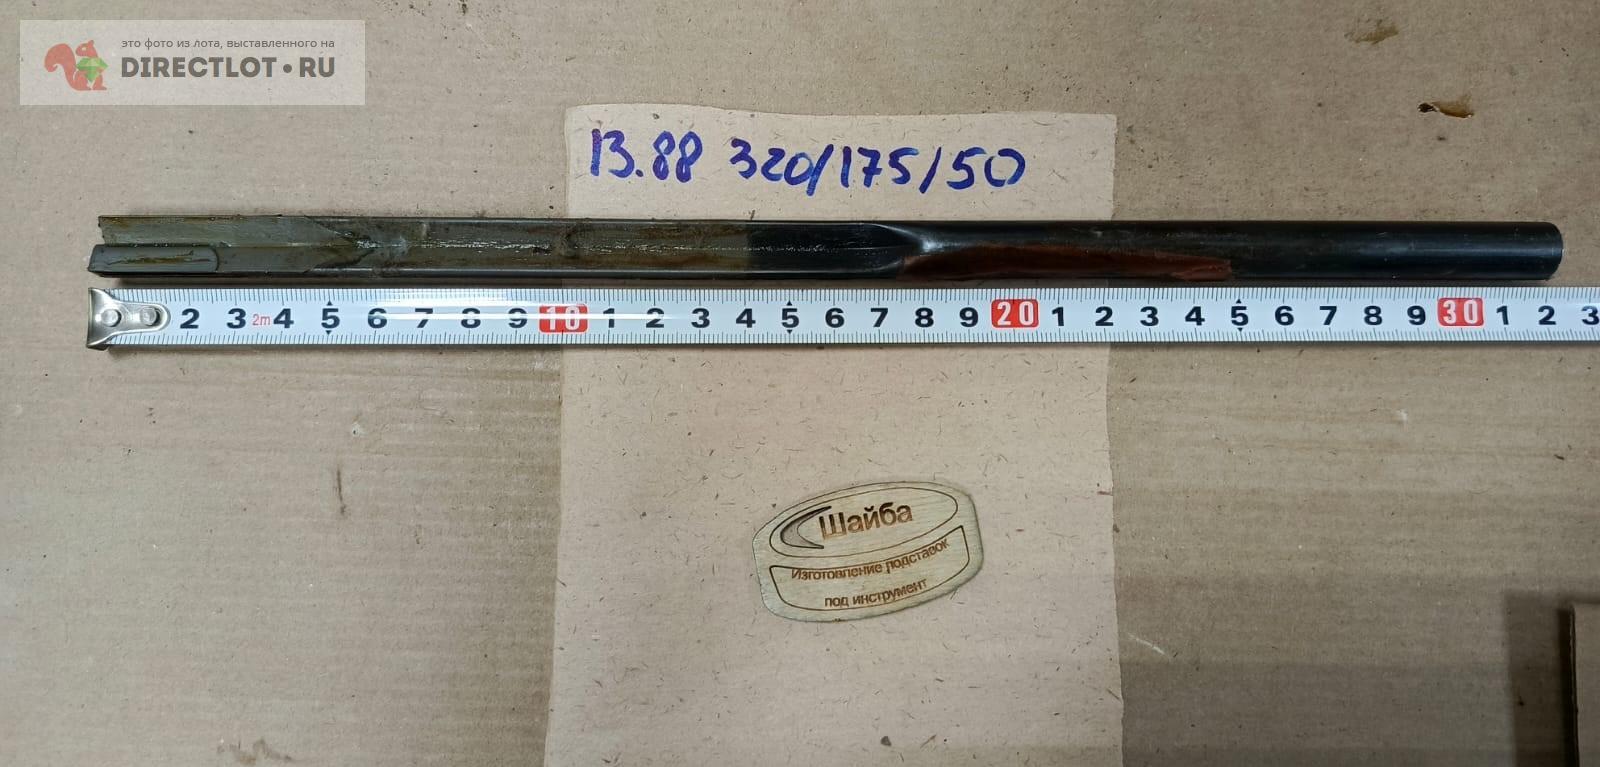 это фото из лота, выставленного на
DIRECTLOT.RU
13.88 320/175/50
2 3 2m 4 5 6 7 8 9 10 1 2 3 4 5 6 7 8 9 20 1 2 3 4 5 6 7 8 9 30 1 2 3
Шайба
Изготовление подставок
под инструмент